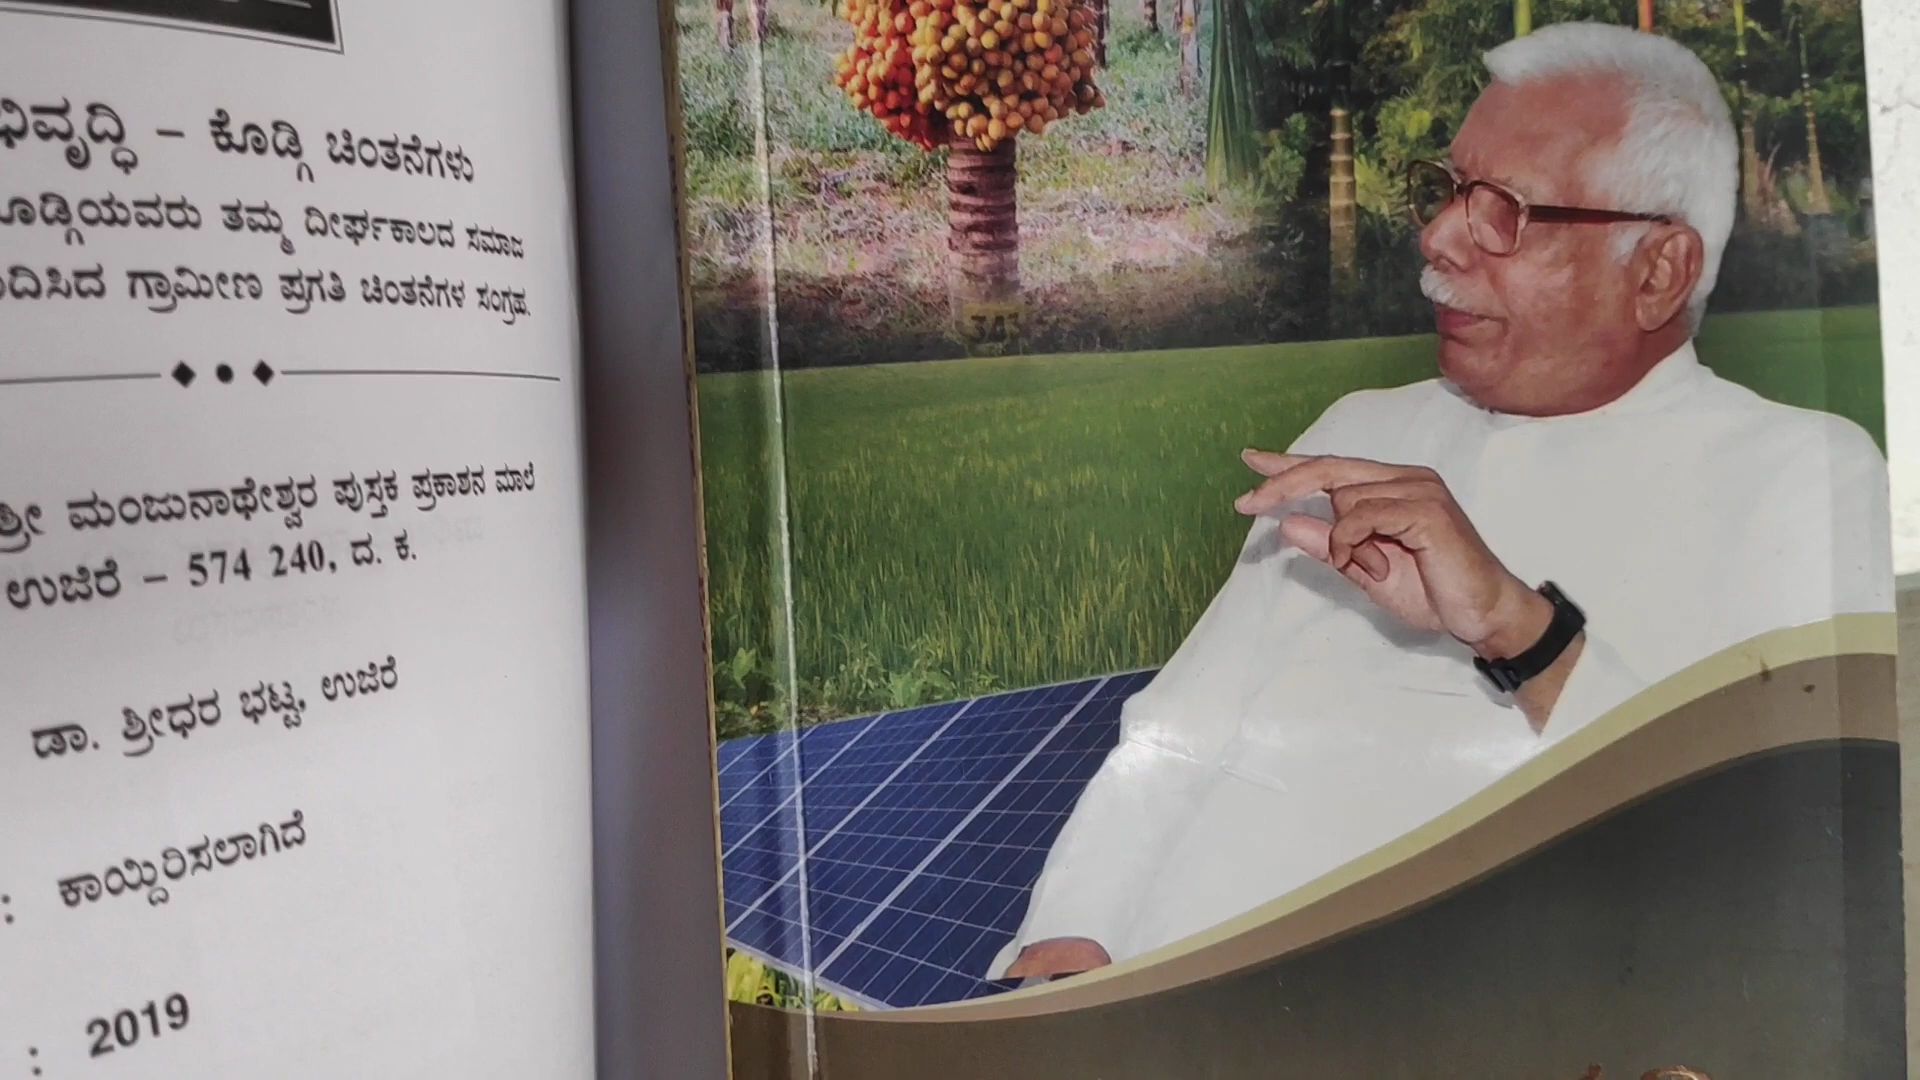 ಭಿವೃದ್ಧಿ – ಕೊಡ್ಗಿ ಚಿಂತನೆಗಳು
ೂಡ್ಗಿಯವರು ತಮ್ಮ ದೀರ್ಘಕಾಲದ ಸಮಾಜ
ಾದಿಸಿದ ಗ್ರಾಮೀಣ ಪ್ರಗತಿ ಚಿಂತನೆಗಳ ಸಂಗ್ರಹ.
ಶ್ರೀ ಮಂಜುನಾಥೇಶ್ವರ ಪುಸ್ತಕ ಪ್ರಕಾಶನ ಮಾಲೆ
ಉಜಿರೆ – 574 240, ದ. ಕ.
ಡಾ. ಶ್ರೀಧರ ಭಟ್ಟ, ಉಜಿರೆ
: ಕಾಯ್ದಿರಿಸಲಾಗಿದೆ
: 2019
343